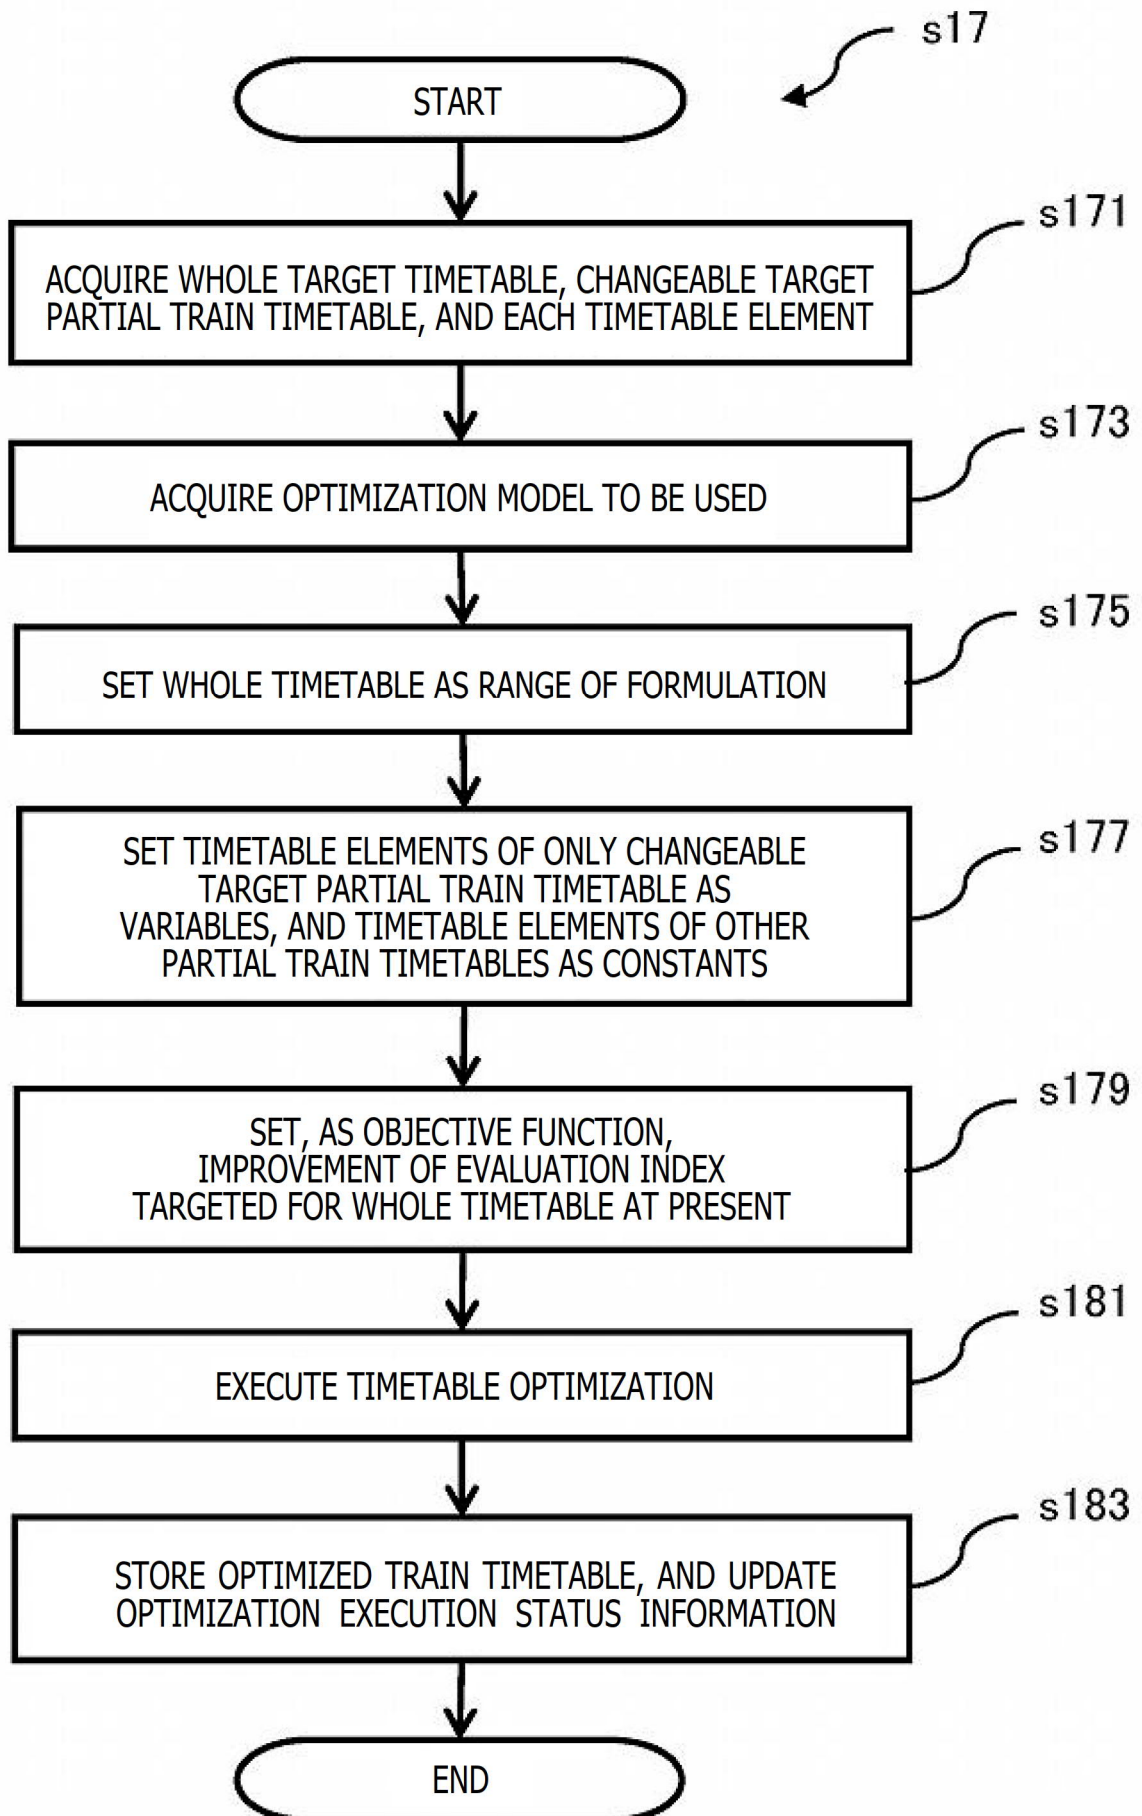 s17
START
s171
ACQUIRE WHOLE TARGET TIMETABLE, CHANGEABLE TARGET
PARTIAL TRAIN TIMETABLE, AND EACH TIMETABLE ELEMENT
s173
ACQUIRE OPTIMIZATION MODEL TO BE USED
s175
SET WHOLE TIMETABLE AS RANGE OF FORMULATION
s177
SET TIMETABLE ELEMENTS OF ONLY CHANGEABLE
TARGET PARTIAL TRAIN TIMETABLE AS
VARIABLES, AND TIMETABLE ELEMENTS OF OTHER
PARTIAL TRAIN TIMETABLES AS CONSTANTS
s179
SET, AS OBJECTIVE FUNCTION,
IMPROVEMENT OF EVALUATION INDEX
TARGETED FOR WHOLE TIMETABLE AT PRESENT
s181
EXECUTE TIMETABLE OPTIMIZATION
s183
STORE OPTIMIZED TRAIN TIMETABLE, AND UPDATE
OPTIMIZATION EXECUTION STATUS INFORMATION
END